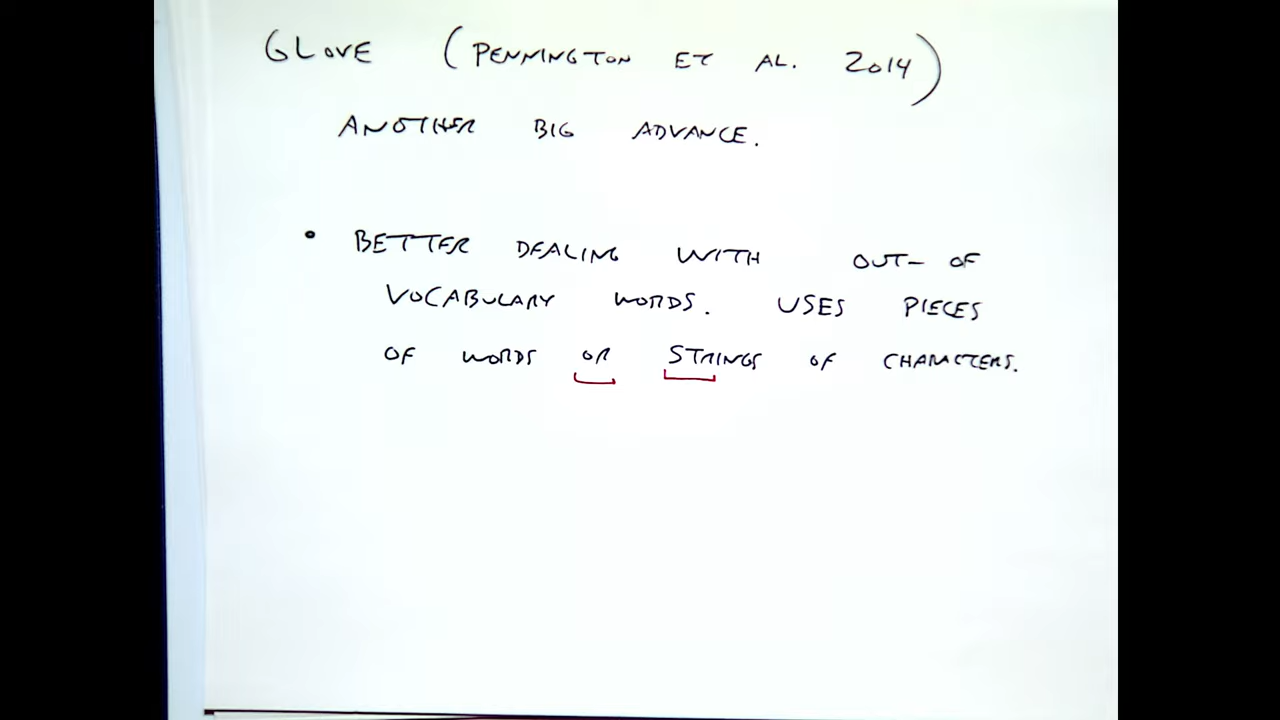 GLOVE (PENNINGTON ET AL. 2014)
ANOTHER BIG ADVANCE.
• BETTER DEALING WITH OUT-OF
VOCABULARY WORDS. USES PIECES
OF WORDS OR STRINGS OF CHARACTERS.